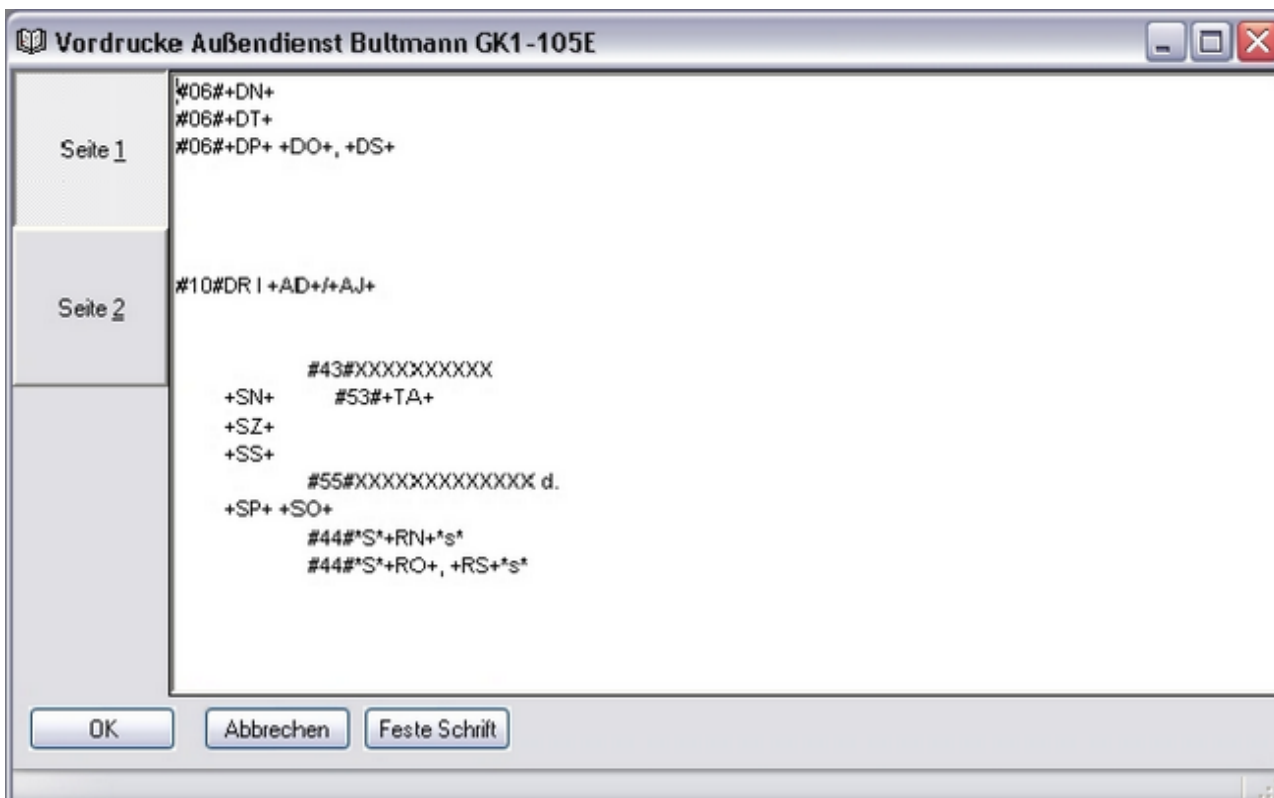 Vordrucke Außendienst Bultmann GK1-105E
Seite 1
Seite 2
#06#+DN+
#06#+DT+
#06#+DP+ +DO+, +DS+
#10#DR I +AD+/+AJ+
#43#XXXXXXXXXXX
+SN+ #53#+TA+
+SZ+
+SS+
#55#XXXXXXXXXXXXXX d.
+SP+ +SO+
#44#*S*+RN+*s*
#44#*S*+RO+, +RS+*s*
OK Abbrechen Feste Schrift